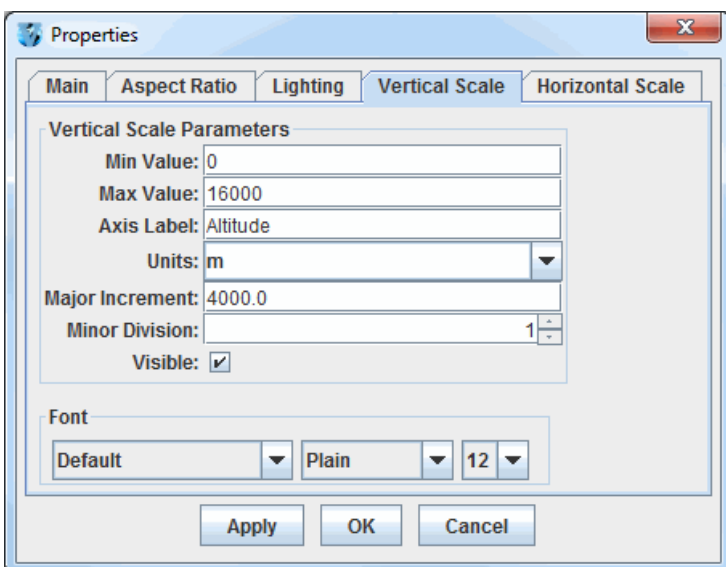 Properties
Main Aspect Ratio Lighting Vertical Scale Horizontal Scale
Vertical Scale Parameters
Min Value: 0
Max Value: 16000
Axis Label: Altitude
Units: m
Major Increment: 4000.0
Minor Division: 1
Visible:
Font
Default Plain 12
Apply OK Cancel